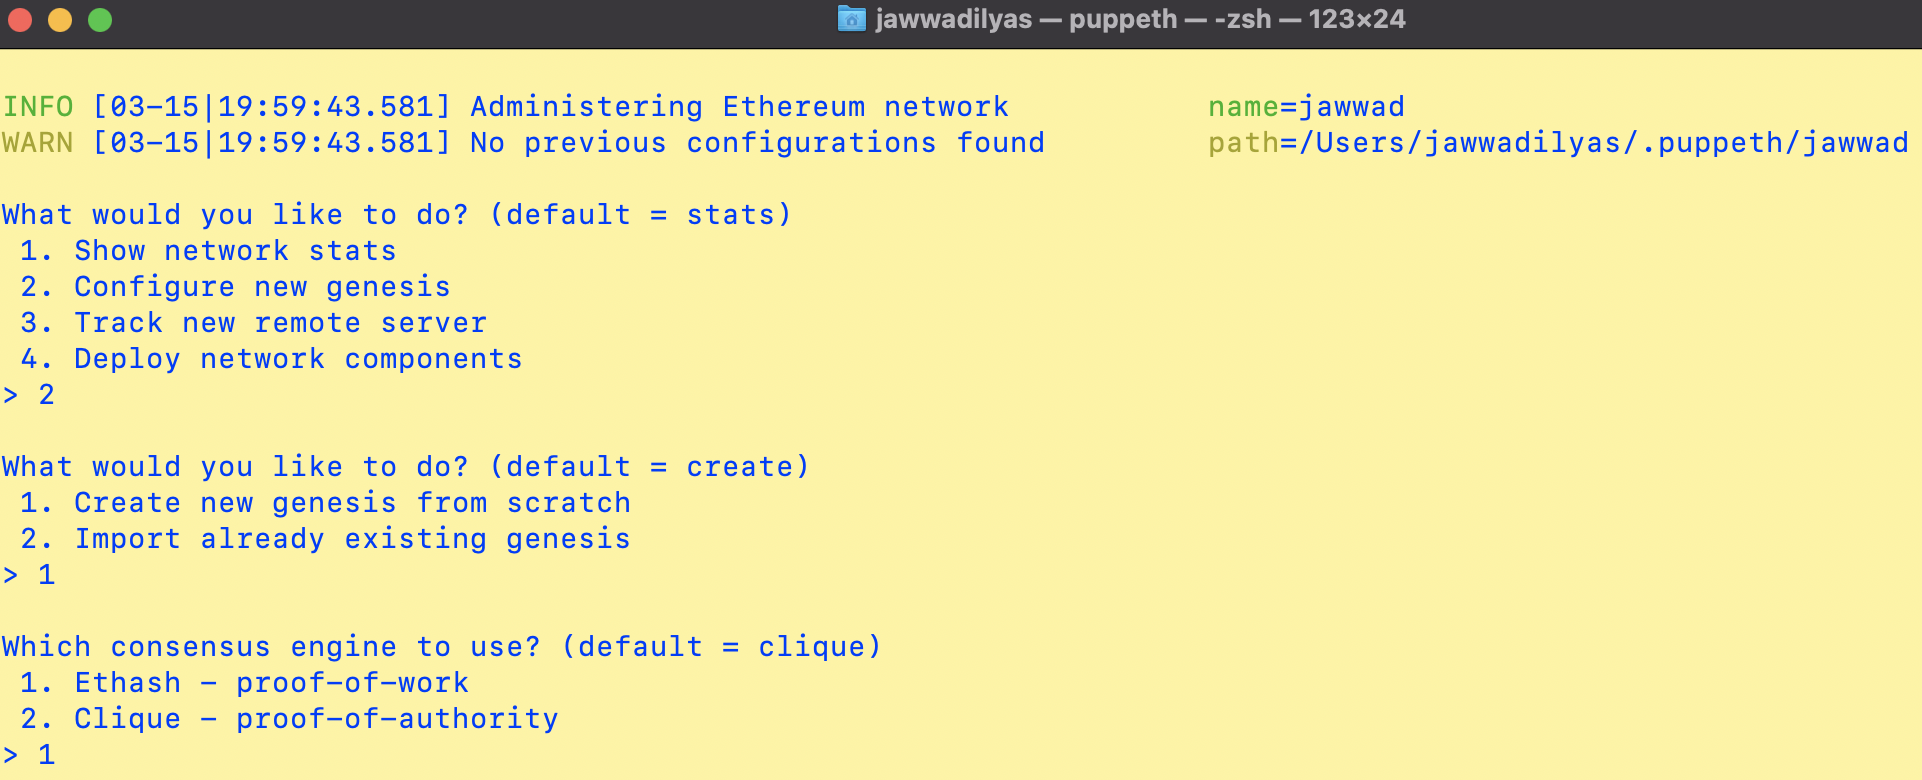 jawwadilyas — puppeth — -zsh — 123×24
INFO [03-15|19:59:43.581] Administering Ethereum network name=jawwad
WARN [03-15|19:59:43.581] No previous configurations found path=/Users/jawwadilyas/.puppeth/jawwad
What would you like to do? (default = stats)
1. Show network stats
2. Configure new genesis
3. Track new remote server
4. Deploy network components
> 2
What would you like to do? (default = create)
1. Create new genesis from scratch
2. Import already existing genesis
> 1
Which consensus engine to use? (default = clique)
1. Ethash - proof-of-work
2. Clique - proof-of-authority
> 1